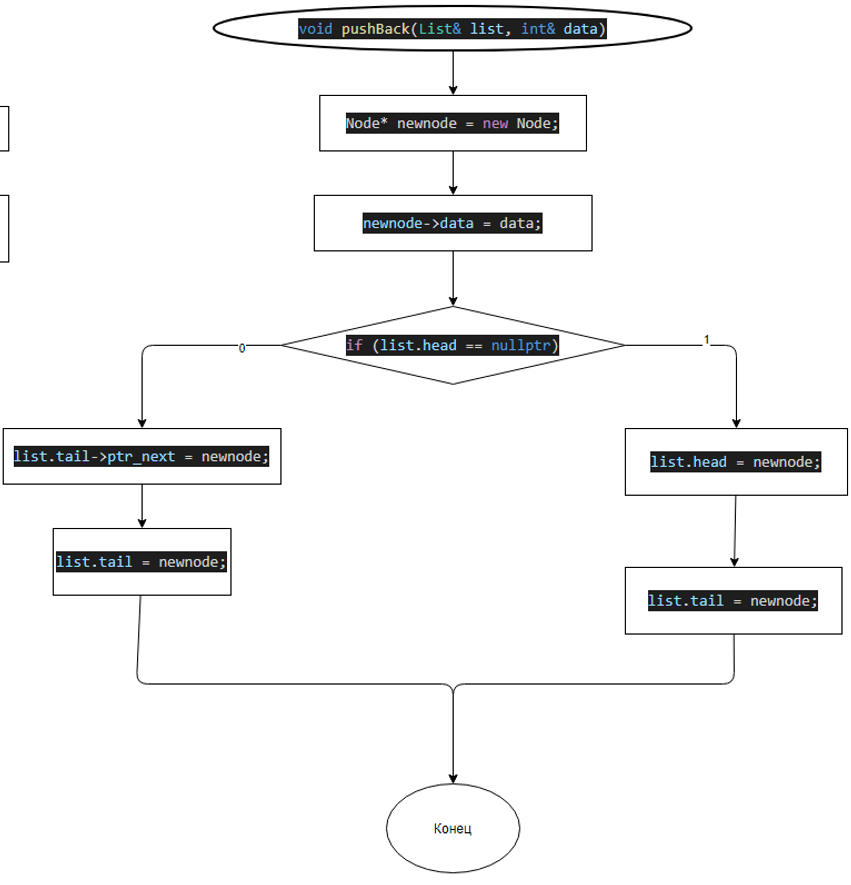 void pushBack(List& list, int& data)
Node* newnode = new Node;
newnode->data = data;
if (list.head == nullptr)
0
1
list.tail->ptr_next = newnode;
list.head = newnode;
list.tail = newnode;
list.tail = newnode;
Конец